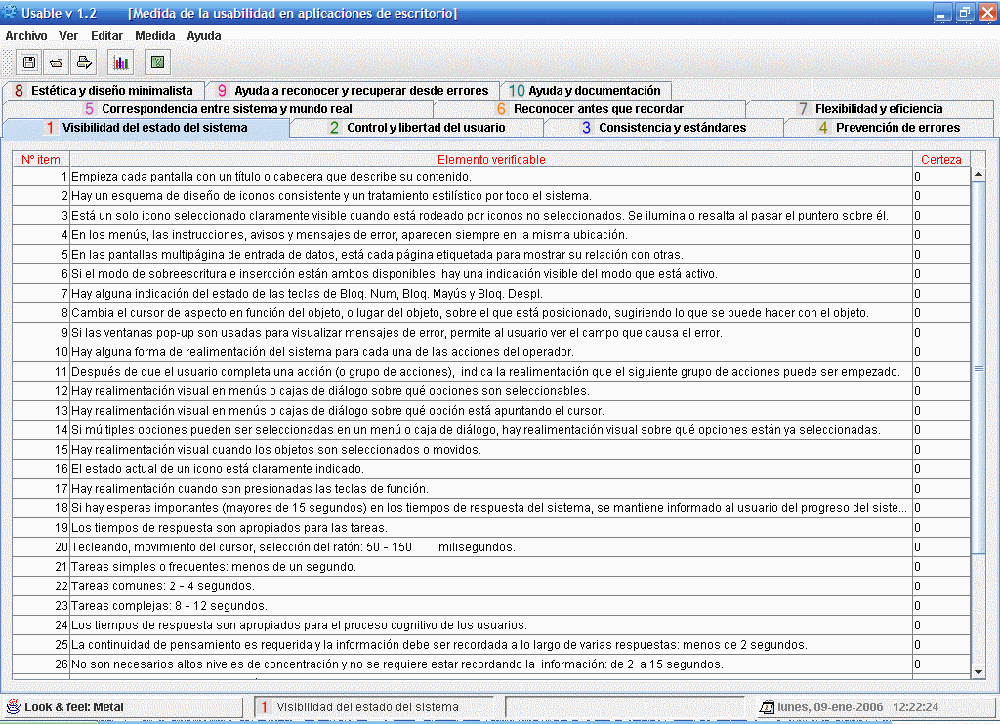 Usable v 1.2 [Medida de la usabilidad en aplicaciones de escritorio]
Archivo Ver Editar Medida Ayuda
8 Estética y diseño minimalista 9 Ayuda a reconocer y recuperar desde errores 10 Ayuda y documentación
5 Correspondencia entre sistema y mundo real 6 Reconocer antes que recordar 7 Flexibilidad y eficiencia
1 Visibilidad del estado del sistema 2 Control y libertad del usuario 3 Consistencia y estándares 4 Prevención de errores
Nº item Elemento verificable Certeza
1 Empieza cada pantalla con un título o cabecera que describe su contenido. 0
2 Hay un esquema de diseño de iconos consistente y un tratamiento estilístico por todo el sistema. 0
3 Está un solo icono seleccionado claramente visible cuando está rodeado por iconos no seleccionados. Se ilumina o resalta al pasar el puntero sobre él. 0
4 En los menús, las instrucciones, avisos y mensajes de error, aparecen siempre en la misma ubicación. 0
5 En las pantallas multipágina de entrada de datos, está cada página etiquetada para mostrar su relación con otras. 0
6 Si el modo de sobreescritura e insercción están ambos disponibles, hay una indicación visible del modo que está activo. 0
7 Hay alguna indicación del estado de las teclas de Bloq. Num, Bloq. Mayús y Bloq. Despl. 0
8 Cambia el cursor de aspecto en función del objeto, o lugar del objeto, sobre el que está posicionado, sugiriendo lo que se puede hacer con el objeto. 0
9 Si las ventanas pop-up son usadas para visualizar mensajes de error, permite al usuario ver el campo que causa el error. 0
10 Hay alguna forma de realimentación del sistema para cada una de las acciones del operador. 0
11 Después de que el usuario completa una acción (o grupo de acciones), indica la realimentación que el siguiente grupo de acciones puede ser empezado. 0
12 Hay realimentación visual en menús o cajas de diálogo sobre qué opciones son seleccionables. 0
13 Hay realimentación visual en menús o cajas de diálogo sobre qué opción está apuntando el cursor. 0
14 Si múltiples opciones pueden ser seleccionadas en un menú o caja de diálogo, hay realimentación visual sobre qué opciones están ya seleccionadas. 0
15 Hay realimentación visual cuando los objetos son seleccionados o movidos. 0
16 El estado actual de un icono está claramente indicado. 0
17 Hay realimentación cuando son presionadas las teclas de función. 0
18 Si hay esperas importantes (mayores de 15 segundos) en los tiempos de respuesta del sistema, se mantiene informado al usuario del progreso del siste... 0
19 Los tiempos de respuesta son apropiados para las tareas. 0
20 Tecleando, movimiento del cursor, selección del ratón: 50 - 150 milisegundos. 0
21 Tareas simples o frecuentes: menos de un segundo. 0
22 Tareas comunes: 2 - 4 segundos. 0
23 Tareas complejas: 8 - 12 segundos. 0
24 Los tiempos de respuesta son apropiados para el proceso cognitivo de los usuarios. 0
25 La continuidad de pensamiento es requerida y la información debe ser recordada a lo largo de varias respuestas: menos de 2 segundos. 0
26 No son necesarios altos niveles de concentración y no se requiere estar recordando la información: de 2 a 15 segundos. 0
Look & feel: Metal 1 Visibilidad del estado del sistema lunes, 09-ene-2006 12:22:24